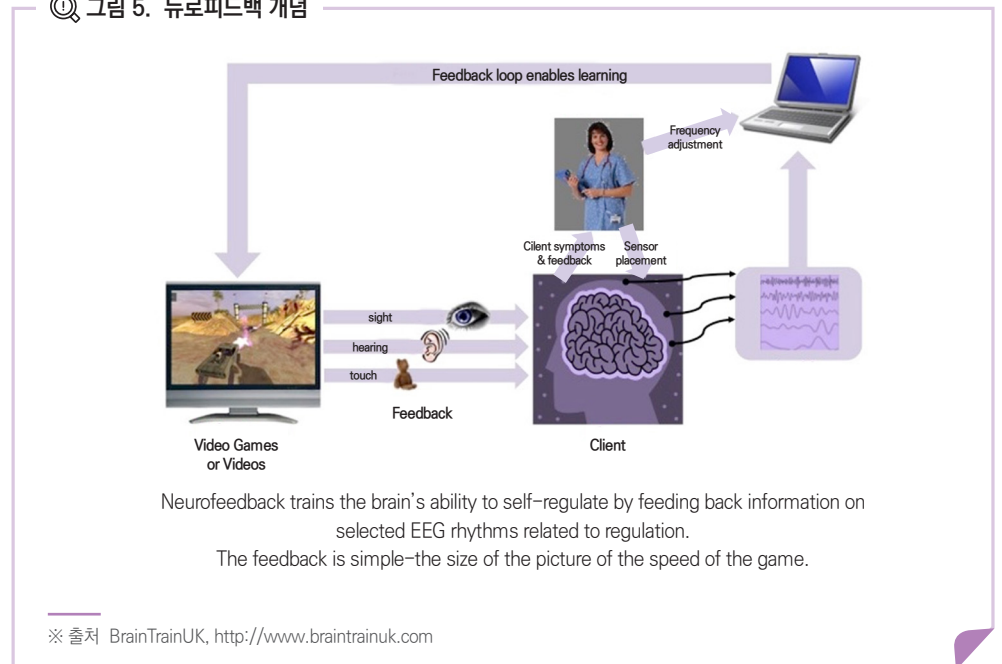 그림 5. 뉴로피드백 개념
Feedback loop enables learning
Frequency
adjustment
Cilent symptoms
& feedback
Sensor
placement
sight
hearing
touch
Feedback
Video Games
or Videos
Client
Neurofeedback trains the brain's ability to self-regulate by feeding back information on
selected EEG rhythms related to regulation.
The feedback is simple-the size of the picture of the speed of the game.
※ 출처 BrainTrainUK, http://www.braintrainuk.com